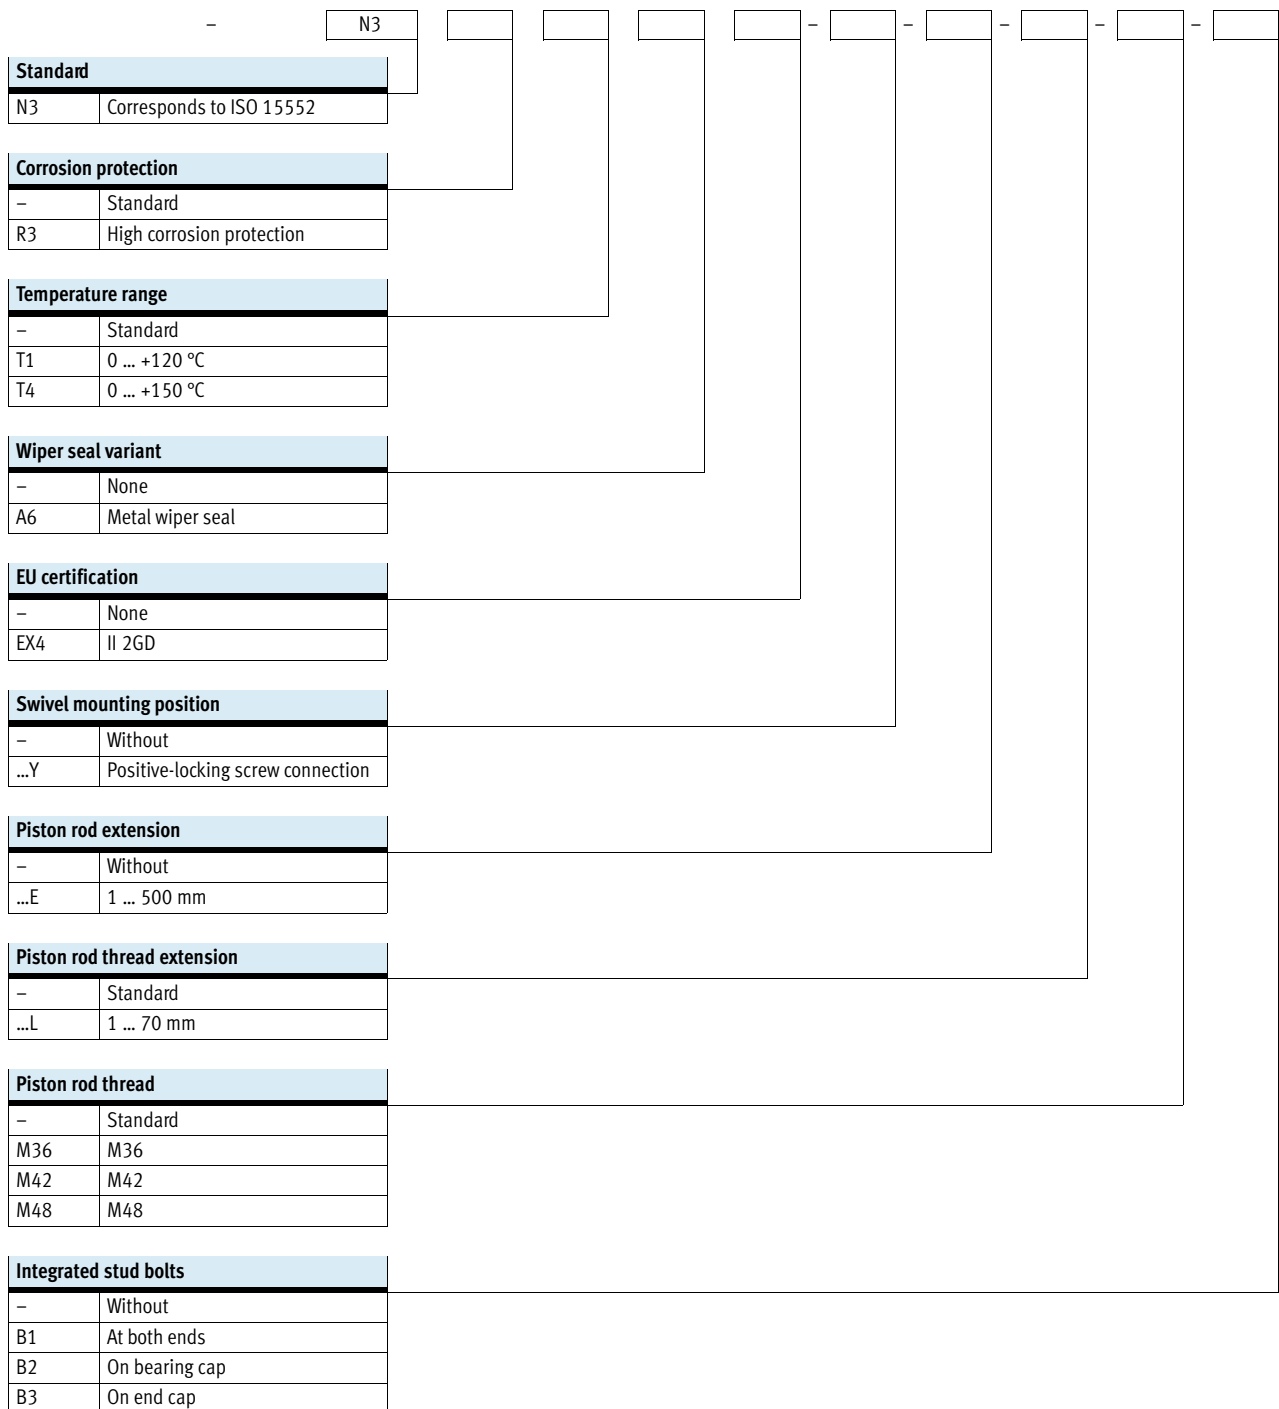 – N3 – – – – –
Standard
N3 Corresponds to ISO 15552
Corrosion protection
– Standard
R3 High corrosion protection
Temperature range
– Standard
T1 0 ... +120 °C
T4 0 ... +150 °C
Wiper seal variant
– None
A6 Metal wiper seal
EU certification
– None
EX4 II 2GD
Swivel mounting position
– Without
...Y Positive-locking screw connection
Piston rod extension
– Without
...E 1 ... 500 mm
Piston rod thread extension
– Standard
...L 1 ... 70 mm
Piston rod thread
– Standard
M36 M36
M42 M42
M48 M48
Integrated stud bolts
– Without
B1 At both ends
B2 On bearing cap
B3 On end cap